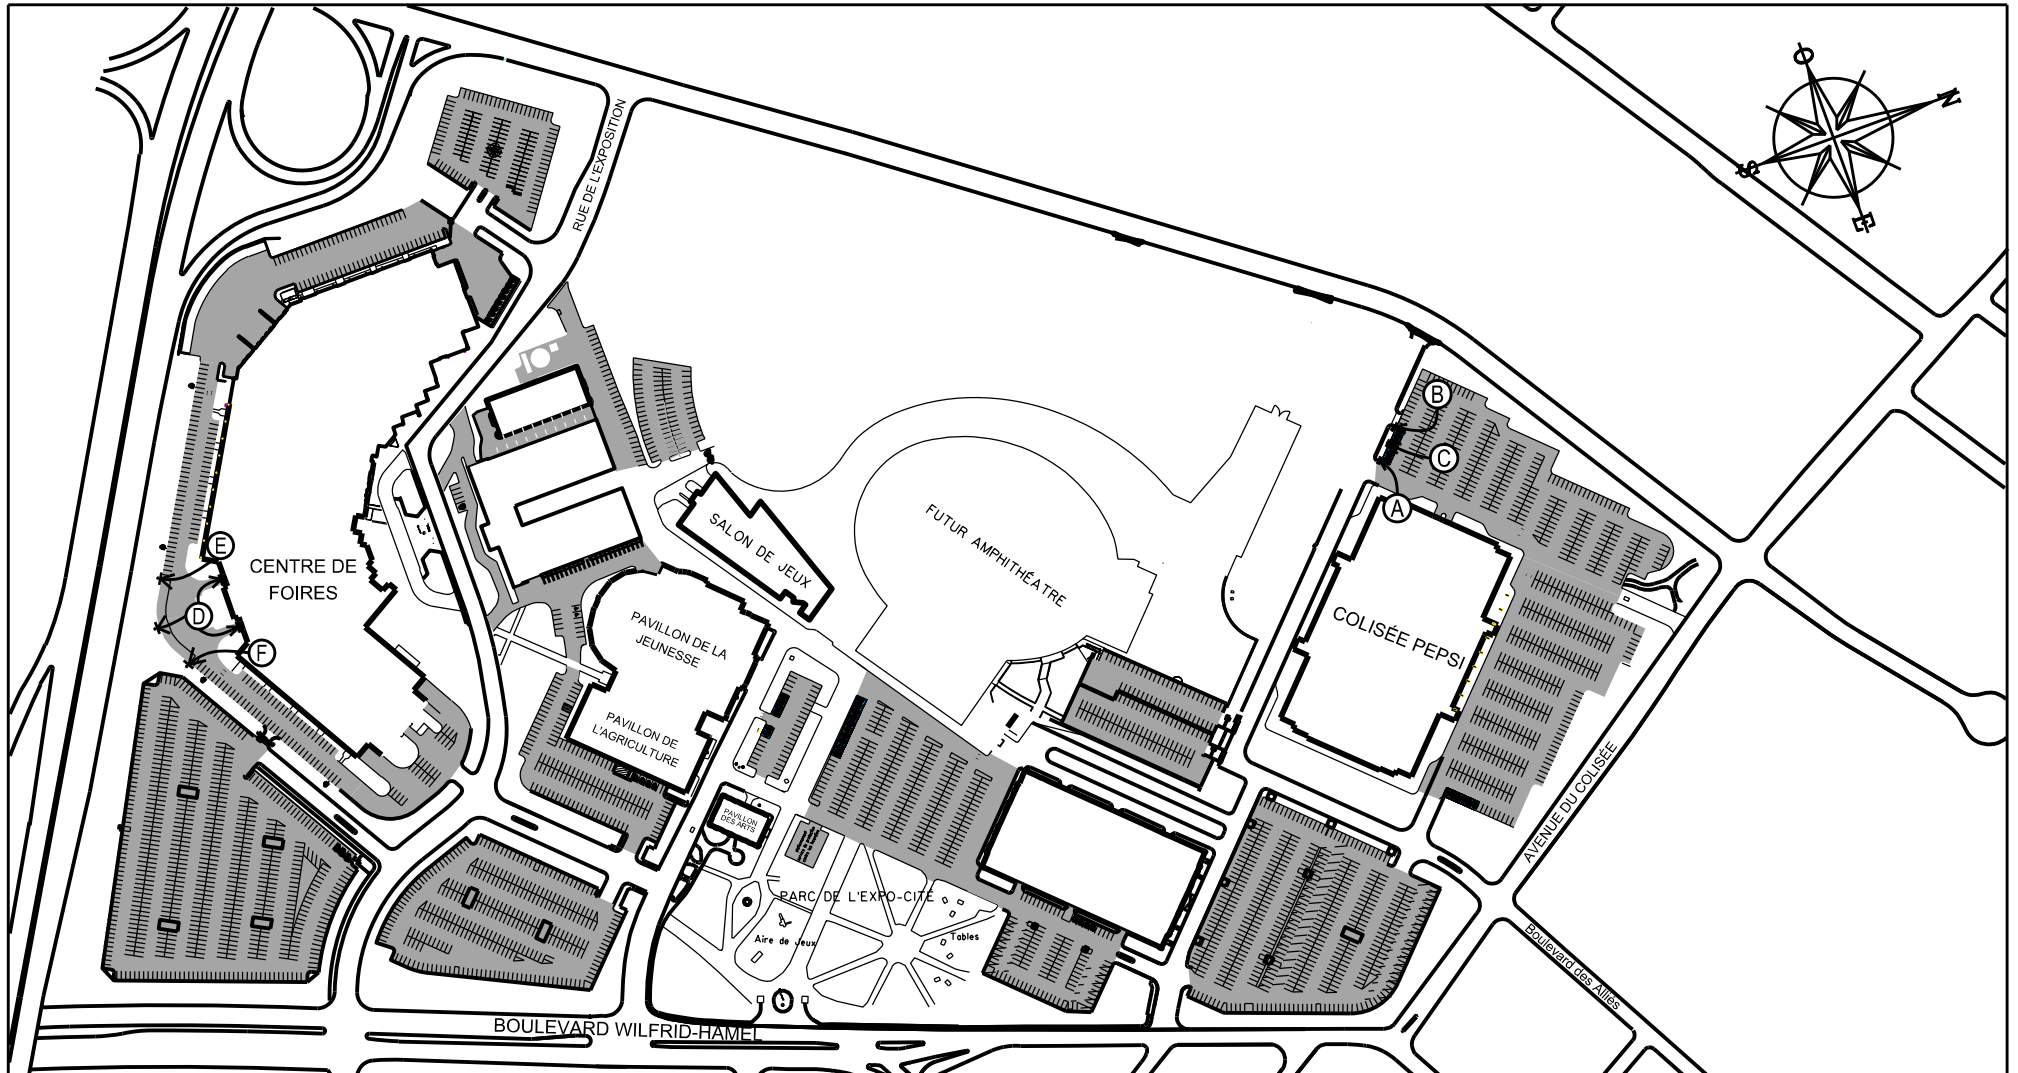 O
N
S
E
RUE DE L'EXPOSITION
B
C
A
FUTUR AMPHITHÉATRE
SALON DE JEUX
E
CENTRE DE
FOIRES
D
F
COLISÉE PEPSI
PAVILLON DE LA
JEUNESSE
PAVILLON DE
L'AGRICULTURE
AVENUE DU COLISÉE
PAVILLON
DES ARTS
PARC DE L'EXPO-CITÉ
Aire de Jeux
Tables
Boulevard des Alliés
BOULEVARD WILFRID-HAMEL